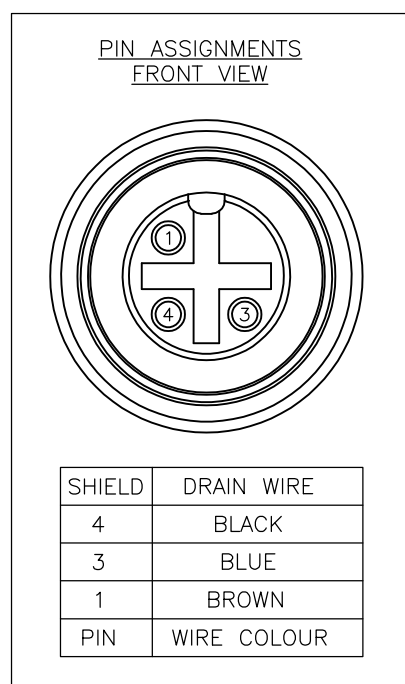 PIN ASSIGNMENTS
FRONT VIEW
1
4
3
SHIELD DRAIN WIRE
4 BLACK
3 BLUE
1 BROWN
PIN WIRE COLOUR